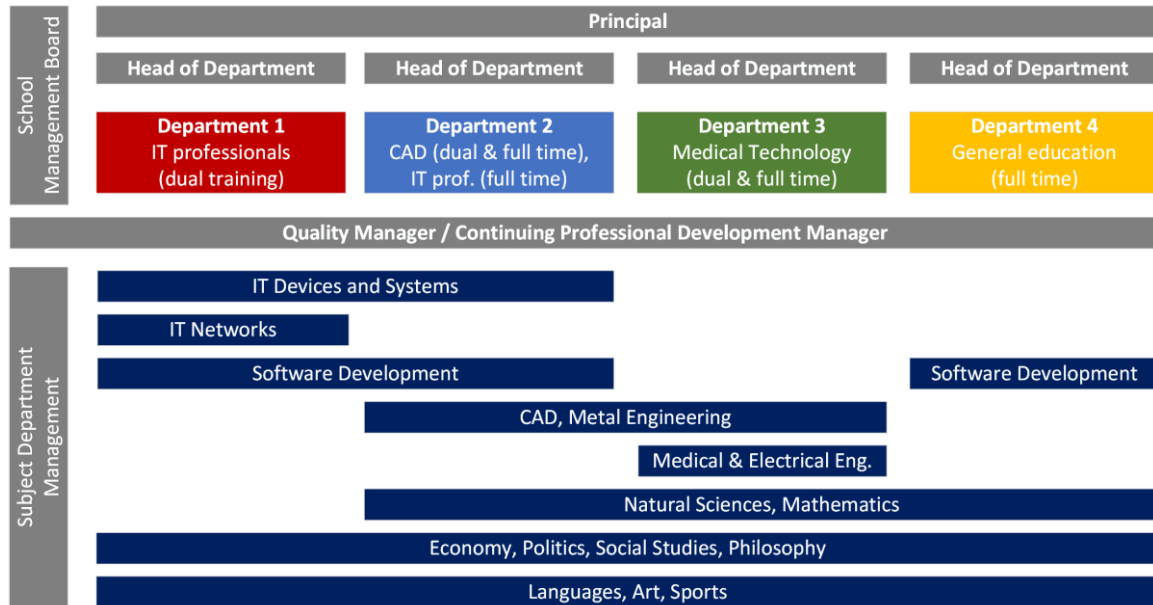 School
Management Board
Principal
Head of Department
Head of Department
Head of Department
Head of Department
Department 1
IT professionals
(dual training)
Department 2
CAD (dual & full time),
IT prof. (full time)
Department 3
Medical Technology
(dual & full time)
Department 4
General education
(full time)
Quality Manager / Continuing Professional Development Manager
Subject Department
Management
IT Devices and Systems
IT Networks
Software Development
Software Development
CAD, Metal Engineering
Medical & Electrical Eng.
Natural Sciences, Mathematics
Economy, Politics, Social Studies, Philosophy
Languages, Art, Sports